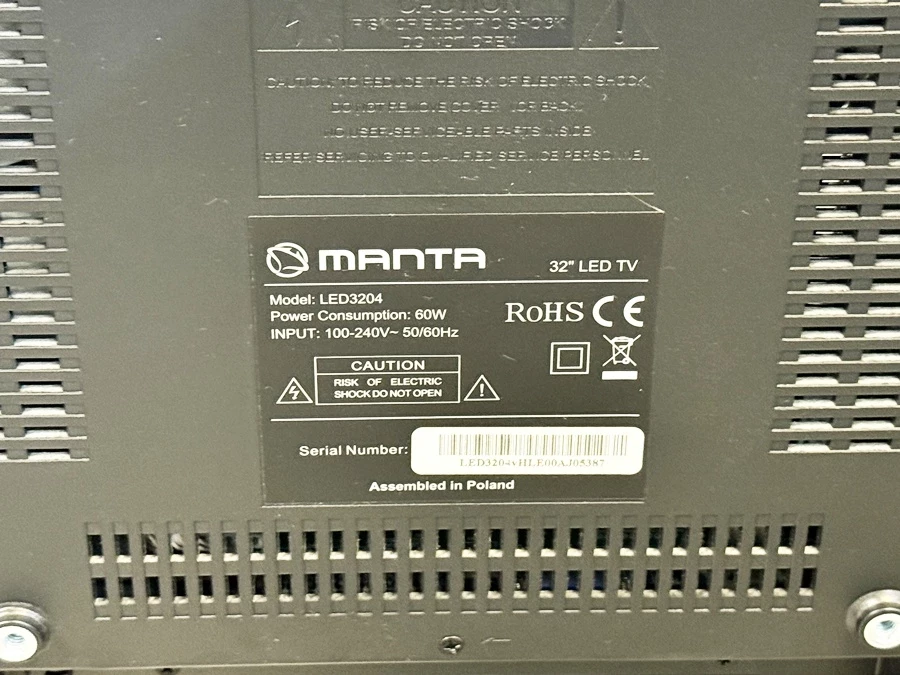 CAUTION
RISK OF ELECTRIC SHOCK
DO NOT OPEN
CAUTION: TO REDUCE THE RISK OF ELECTRIC SHOCK,
DO NOT REMOVE COVER (OR BACK)
NO USER-SERVICEABLE PARTS INSIDE
REFER SERVICING TO QUALIFIED SERVICE PERSONNEL
MANTA
32" LED TV
Model: LED3204
Power Consumption: 60W
INPUT: 100-240V~ 50/60Hz
RoHS CE
CAUTION
RISK OF ELECTRIC
SHOCK DO NOT OPEN
Serial Number:
LED3204vHLE00AJ05387
Assembled in Poland